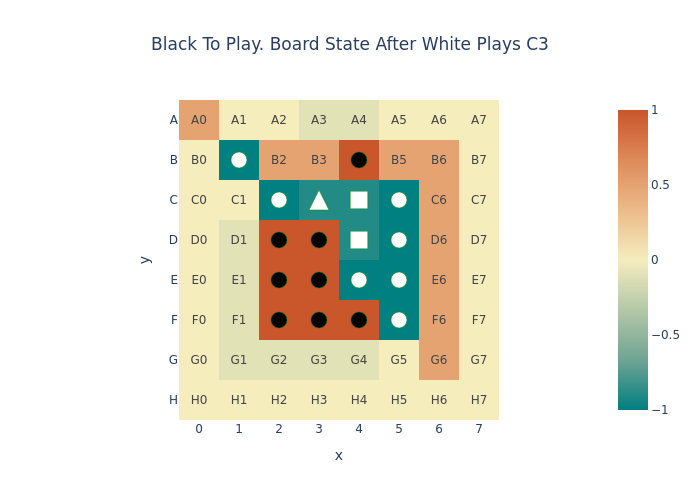 Black To Play. Board State After White Plays C3
A A0 A1 A2 A3 A4 A5 A6 A7
B B0 B2 B3 B5 B6 B7
C C0 C1 C6 C7
D D0 D1 D6 D7
E E0 E1 E6 E7
F F0 F1 F6 F7
G G0 G1 G2 G3 G4 G5 G6 G7
H H0 H1 H2 H3 H4 H5 H6 H7
0 1 2 3 4 5 6 7
x
y
1
0.5
0
−0.5
−1